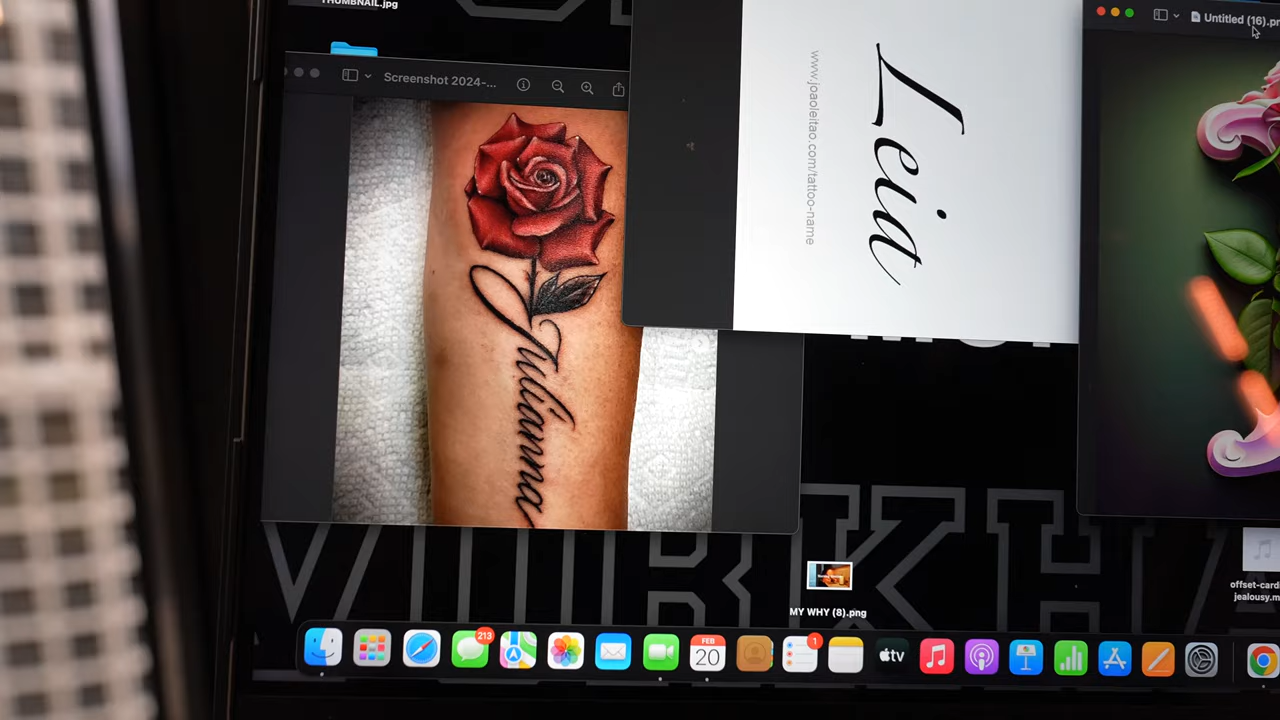 THUMBNAIL.jpg
Screenshot 2024-...
Untitled (16).pn
Leia
www.joaoleitao.com/tattoo-name
Julianna
WORKHA
MY WHY (8).png
offset-card
jealousy.m
213
FEB
20
1
tv